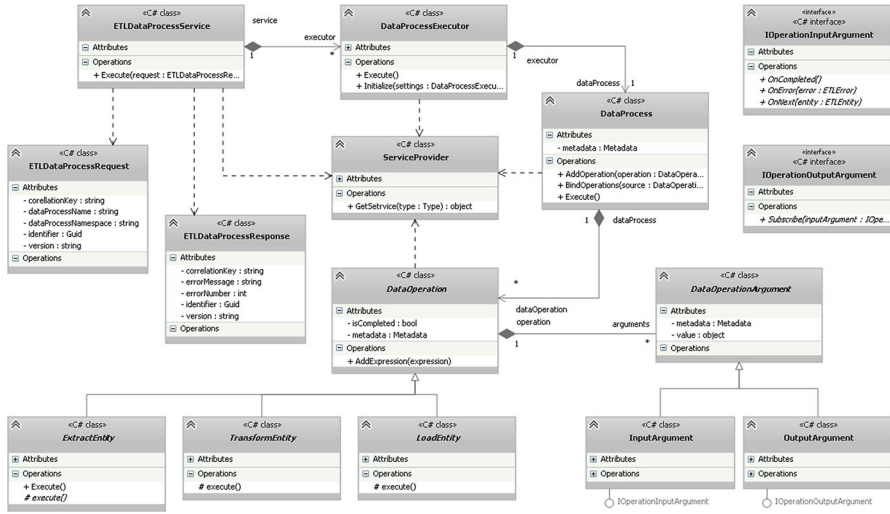 «C# class»
ETLDataProcessService
Attributes
Operations
+ Execute(request : ETLDataProcessRe...
service
1
executor
*
«C# class»
DataProcessExecutor
Attributes
Operations
+ Execute()
+ Initialize(settings : DataProcessExecu...
1
executor
dataProcess
1
«interface»
«C# interface»
IOperationInputArgument
Attributes
Operations
+ OnCompleted()
+ OnError(error : ETLError)
+ OnNext(entity : ETLEntity)
«C# class»
DataProcess
Attributes
- metadata : Metadata
Operations
+ AddOperation(operation : DataOpera...
+ BindOperations(source : DataOperati...
+ Execute()
1
dataProcess
«C# class»
ETLDataProcessRequest
Attributes
- corellationKey : string
- dataProcessName : string
- dataProcessNamespace : string
- identifier : Guid
- version : string
Operations
«C# class»
ServiceProvider
Attributes
Operations
+ GetSetrvice(type : Type) : object
«interface»
«C# interface»
IOperationOutputArgument
Attributes
Operations
+ Subscribe(inputArgument : IOpe...
«C# class»
ETLDataProcessResponse
Attributes
- correlationKey : string
- errorMessage : string
- errorNumber : int
- identifier : Guid
- version : string
Operations
«C# class»
DataOperation
Attributes
- isCompleted : bool
- metadata : Metadata
Operations
+ AddExpression(expression)
*
dataOperation
operation
1
arguments
*
«C# class»
DataOperationArgument
Attributes
- metadata : Metadata
- value : object
Operations
«C# class»
ExtractEntity
Attributes
Operations
+ Execute()
# execute()
«C# class»
TransformEntity
Attributes
Operations
# execute()
«C# class»
LoadEntity
Attributes
Operations
# execute()
«C# class»
InputArgument
Attributes
Operations
IOperationInputArgument
«C# class»
OutputArgument
Attributes
Operations
IOperationOutputArgument